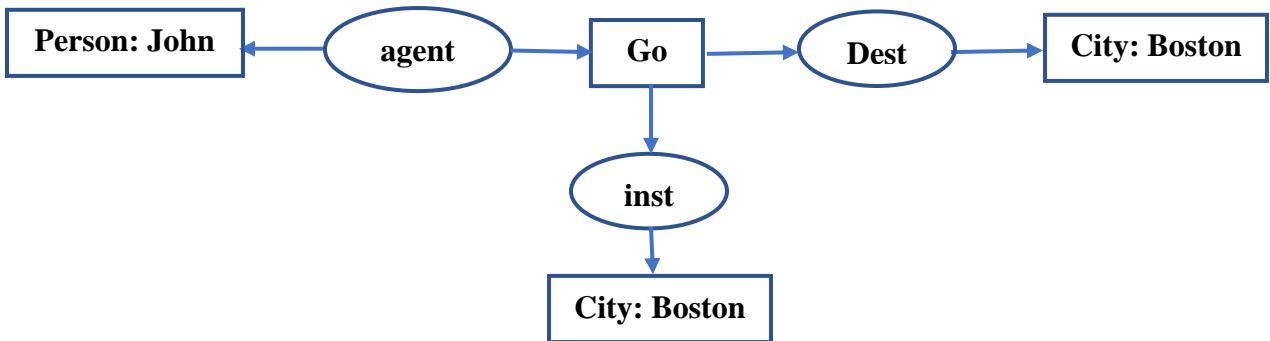 Person: John
agent
Go
Dest
City: Boston
inst
City: Boston